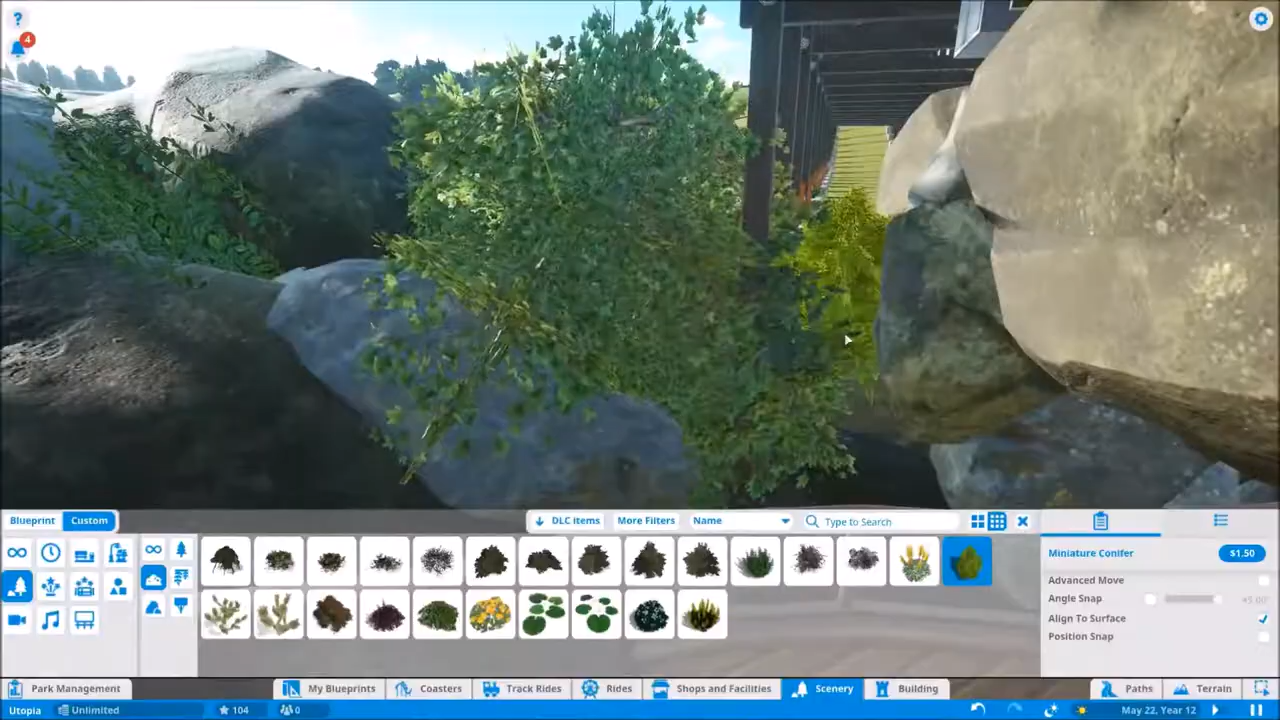 ?
4
Blueprint Custom DLC Items More Filters Name Type to Search
Miniature Conifer $1.50
Advanced Move
Angle Snap 45.00°
Align To Surface
Position Snap
Park Management My Blueprints Coasters Track Rides Rides Shops and Facilities Scenery Building Paths Terrain
Utopia Unlimited 104 0 May 22, Year 12